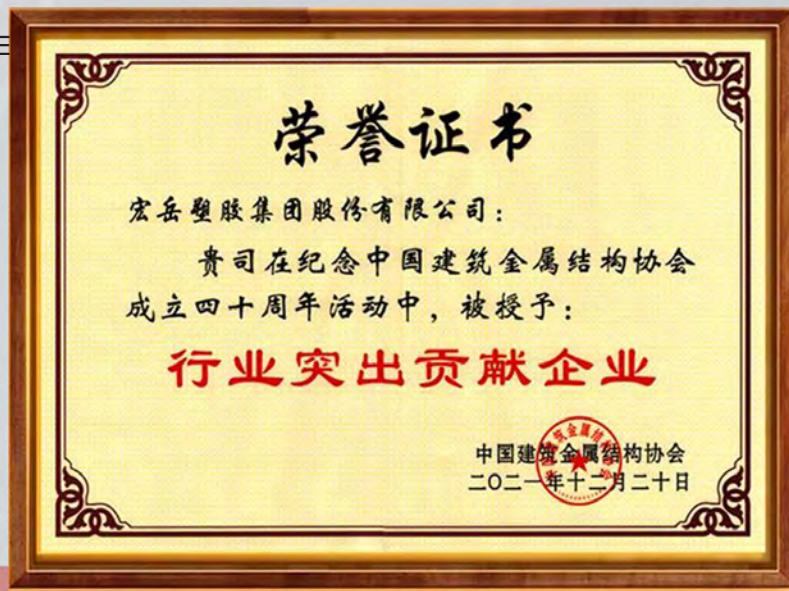 荣誉证书
宏岳塑胶集团股份有限公司：
贵司在纪念中国建筑金属结构协会
成立四十周年活动中，被授予：
行业突出贡献企业
中国建筑金属结构协会
二〇二一年十二月二十日